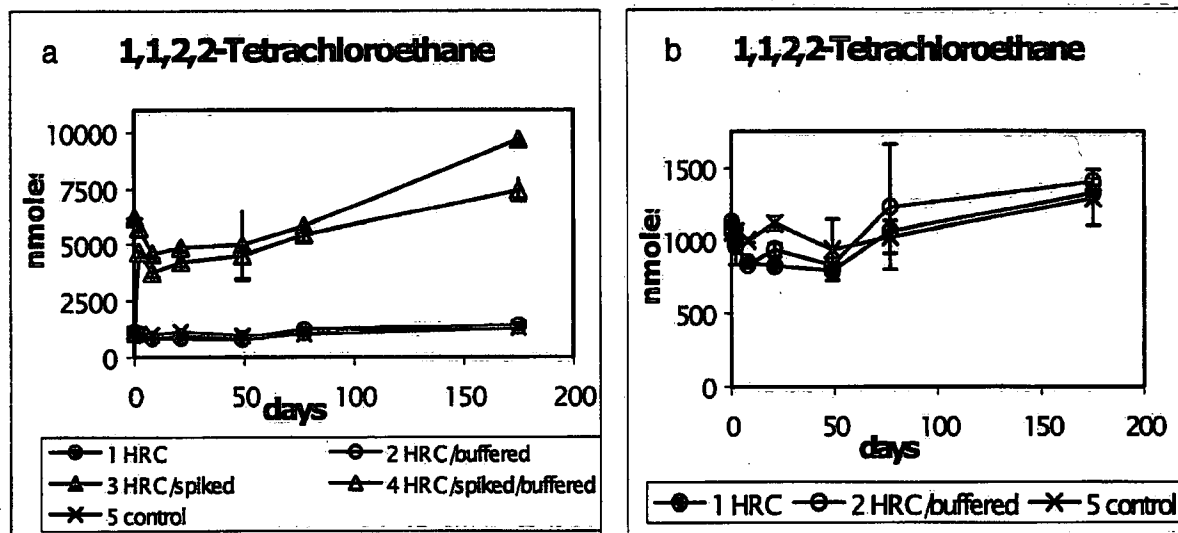 a 1,1,2,2-Tetrachloroethane
10000
7500
5000
2500
0
nmoles
0 50 100 150 200
days
1 HRC 2 HRC/buffered
3 HRC/spiked 4 HRC/spiked/buffered
5 control
b 1,1,2,2-Tetrachloroethane
1500
1000
500
0
nmoles
0 50 100 150 200
days
1 HRC 2 HRC/buffered 5 control